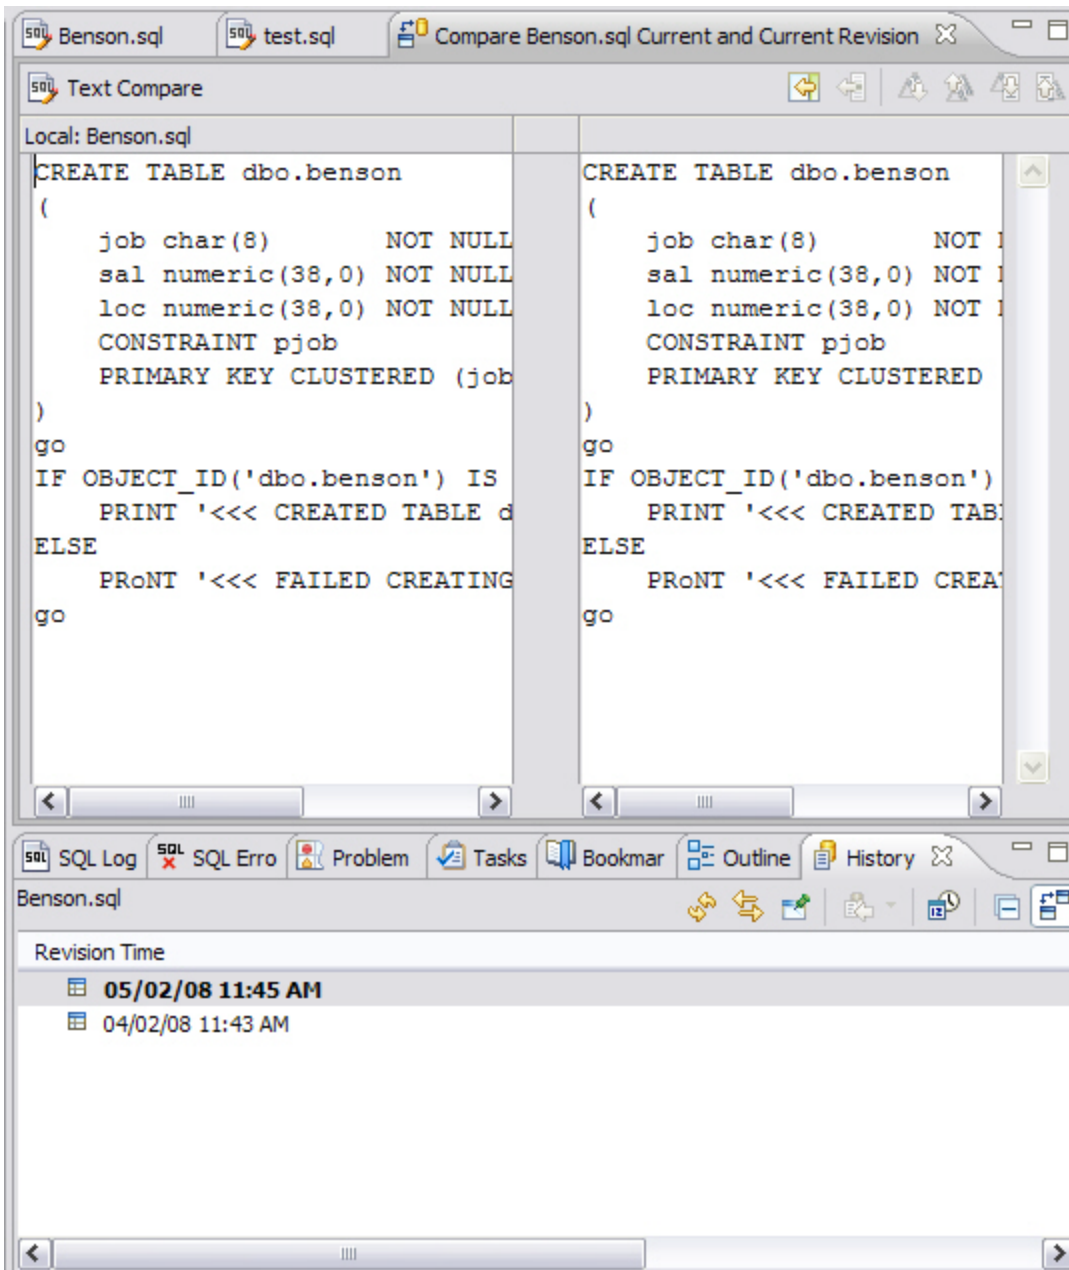 Benson.sql test.sql Compare Benson.sql Current and Current Revision
Text Compare
Local: Benson.sql
CREATE TABLE dbo.benson
(
job char(8) NOT NULL
sal numeric(38,0) NOT NULL
loc numeric(38,0) NOT NULL
CONSTRAINT pjob
PRIMARY KEY CLUSTERED (job
)
go
IF OBJECT_ID('dbo.benson') IS
PRINT '<<< CREATED TABLE d
ELSE
PRoNT '<<< FAILED CREATING
go
CREATE TABLE dbo.benson
(
job char(8) NOT
sal numeric(38,0) NOT
loc numeric(38,0) NOT
CONSTRAINT pjob
PRIMARY KEY CLUSTERED
)
go
IF OBJECT_ID('dbo.benson')
PRINT '<<< CREATED TAB
ELSE
PRoNT '<<< FAILED CREA
go
SQL Log SQL Erro Problem Tasks Bookmar Outline History
Benson.sql
Revision Time
05/02/08 11:45 AM
04/02/08 11:43 AM